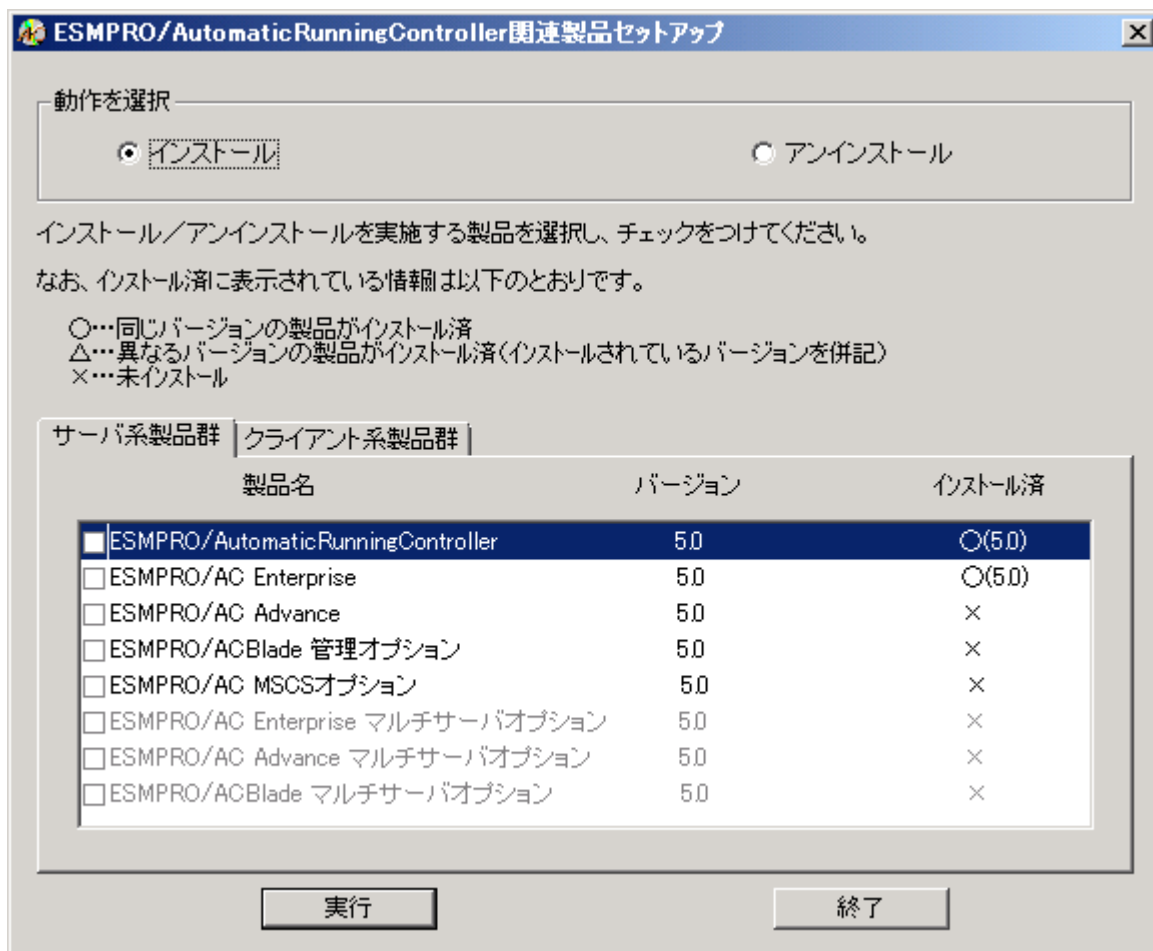 ESMPRO/AutomaticRunningController関連製品セットアップ
動作を選択
インストール アンインストール
インストール／アンインストールを実施する製品を選択し、チェックをつけてください。
なお、インストール済に表示されている情報は以下のとおりです。
○…同じバージョンの製品がインストール済
△…異なるバージョンの製品がインストール済(インストールされているバージョンを併記)
×…未インストール
サーバ系製品群 クライアント系製品群
製品名 バージョン インストール済
ESMPRO/AutomaticRunningController 5.0 ○(5.0)
ESMPRO/AC Enterprise 5.0 ○(5.0)
ESMPRO/AC Advance 5.0 ×
ESMPRO/ACBlade 管理オプション 5.0 ×
ESMPRO/AC MSCSオプション 5.0 ×
ESMPRO/AC Enterprise マルチサーバオプション 5.0 ×
ESMPRO/AC Advance マルチサーバオプション 5.0 ×
ESMPRO/ACBlade マルチサーバオプション 5.0 ×
実行 終了